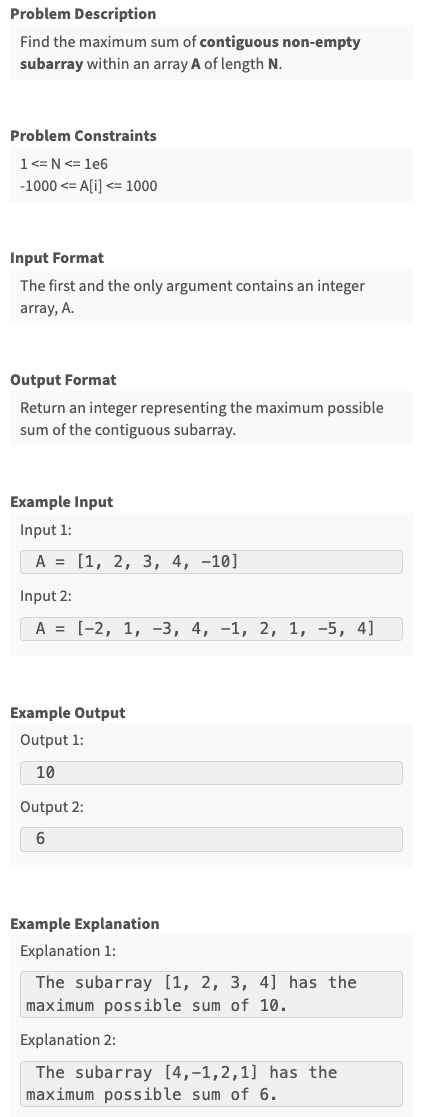 Problem Description
Find the maximum sum of contiguous non-empty
subarray within an array A of length N.
Problem Constraints
1 <= N <= 1e6
-1000 <= A[i] <= 1000
Input Format
The first and the only argument contains an integer
array, A.
Output Format
Return an integer representing the maximum possible
sum of the contiguous subarray.
Example Input
Input 1:
A = [1, 2, 3, 4, -10]
Input 2:
A = [-2, 1, -3, 4, -1, 2, 1, -5, 4]
Example Output
Output 1:
10
Output 2:
6
Example Explanation
Explanation 1:
The subarray [1, 2, 3, 4] has the
maximum possible sum of 10.
Explanation 2:
The subarray [4,-1,2,1] has the
maximum possible sum of 6.